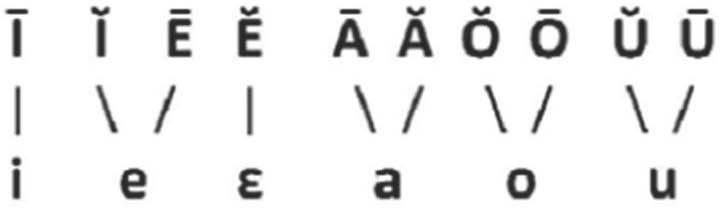 Ī Ĭ Ē Ĕ Ā Ă Ŏ Ō Ŭ Ū
| \ / | \ / \ / \ /
i e ɛ a o u